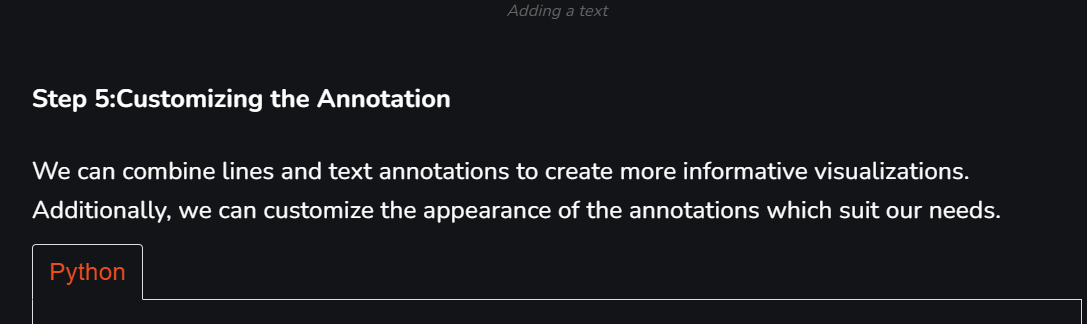 Adding a text
Step 5:Customizing the Annotation
We can combine lines and text annotations to create more informative visualizations.
Additionally, we can customize the appearance of the annotations which suit our needs.
Python